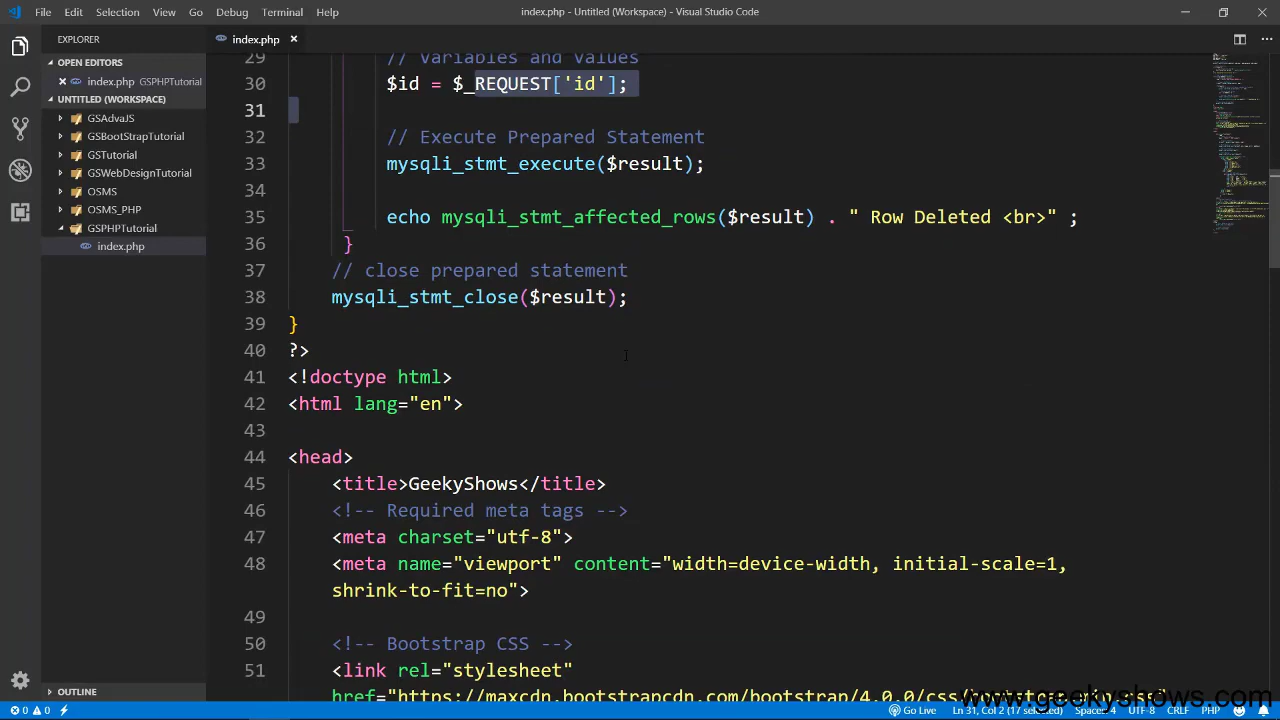 File Edit Selection View Go Debug Terminal Help
index.php - Untitled (Workspace) - Visual Studio Code
EXPLORER
OPEN EDITORS
index.php GSPHPTutorial
UNTITLED (WORKSPACE)
GSAdvaJS
GSBootStrapTutorial
GSTutorial
GSWebDesignTutorial
OSMS
OSMS_PHP
GSPHPTutorial
index.php
OUTLINE
index.php
29 // Variables and Values
30 $id = $_REQUEST['id'];
31
32 // Execute Prepared Statement
33 mysqli_stmt_execute($result);
34
35 echo mysqli_stmt_affected_rows($result) . " Row Deleted <br>" ;
36 }
37 // close prepared statement
38 mysqli_stmt_close($result);
39 }
40 ?>
41 <!doctype html>
42 <html lang="en">
43
44 <head>
45 <title>GeekyShows</title>
46 <!-- Required meta tags -->
47 <meta charset="utf-8">
48 <meta name="viewport" content="width=device-width, initial-scale=1,
shrink-to-fit=no">
49
50 <!-- Bootstrap CSS -->
51 <link rel="stylesheet"
href="https://maxcdn.bootstrapcdn.com/bootstrap/4.0.0/css/bootstrap.min.css"
www.geekyshows.com
0 0 Go Live Ln 31, Col 2 (17 selected) Spaces: 4 UTF-8 CRLF PHP